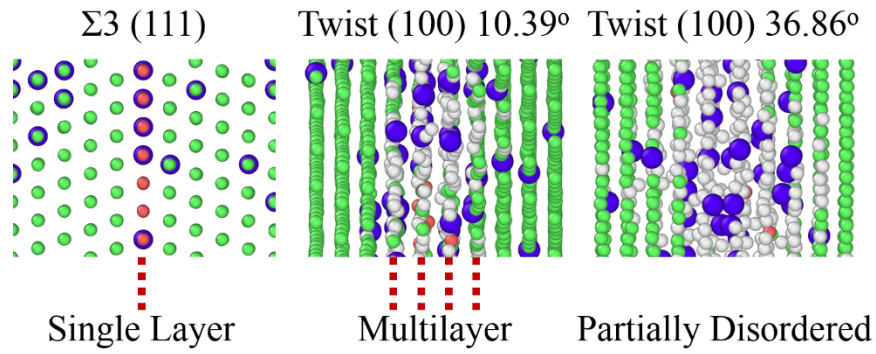 Σ3 (111)
Twist (100) 10.39°
Twist (100) 36.86°
Single Layer
Multilayer
Partially Disordered